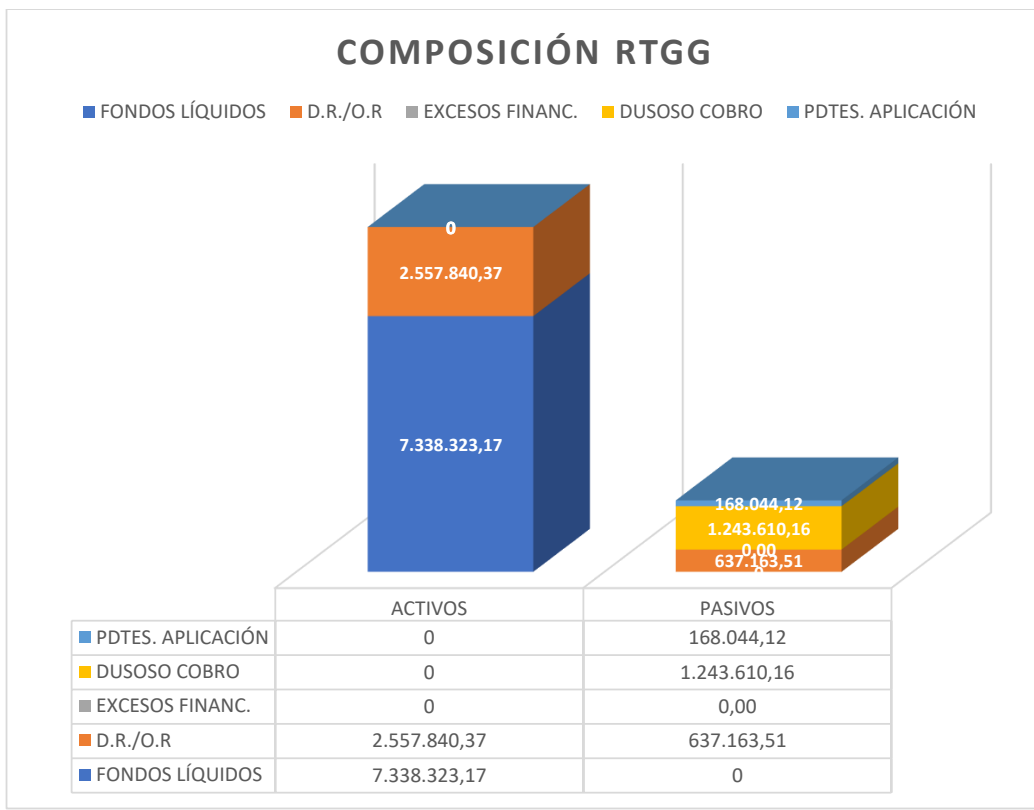 COMPOSICIÓN RTGG
FONDOS LÍQUIDOS D.R./O.R EXCESOS FINANC. DUSOSO COBRO PDTES. APLICACIÓN
0
2.557.840,37
7.338.323,17
168.044,12
1.243.610,16
0,00
637.163,51
0
ACTIVOS PASIVOS
PDTES. APLICACIÓN 0 168.044,12
DUSOSO COBRO 0 1.243.610,16
EXCESOS FINANC. 0 0,00
D.R./O.R 2.557.840,37 637.163,51
FONDOS LÍQUIDOS 7.338.323,17 0